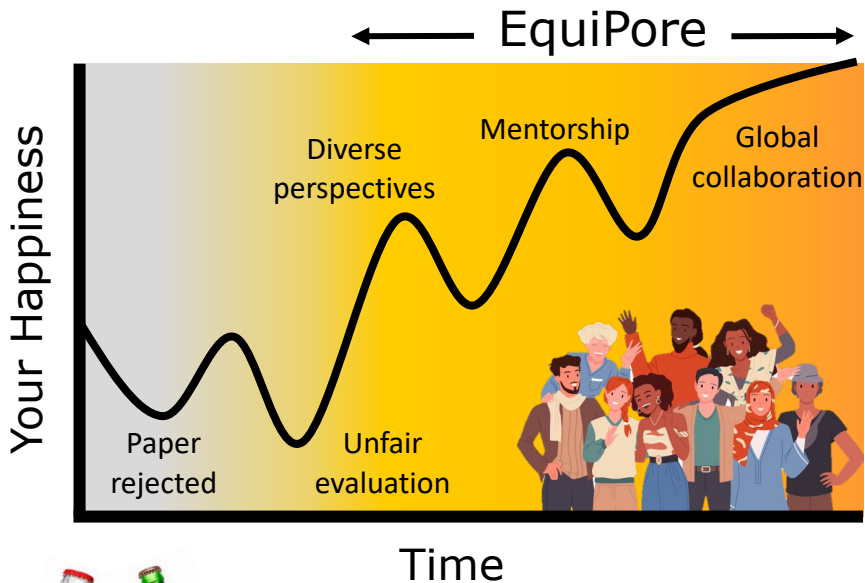 EquiPore
Your Happiness
Diverse
perspectives
Mentorship
Global
collaboration
Paper
rejected
Unfair
evaluation
Time